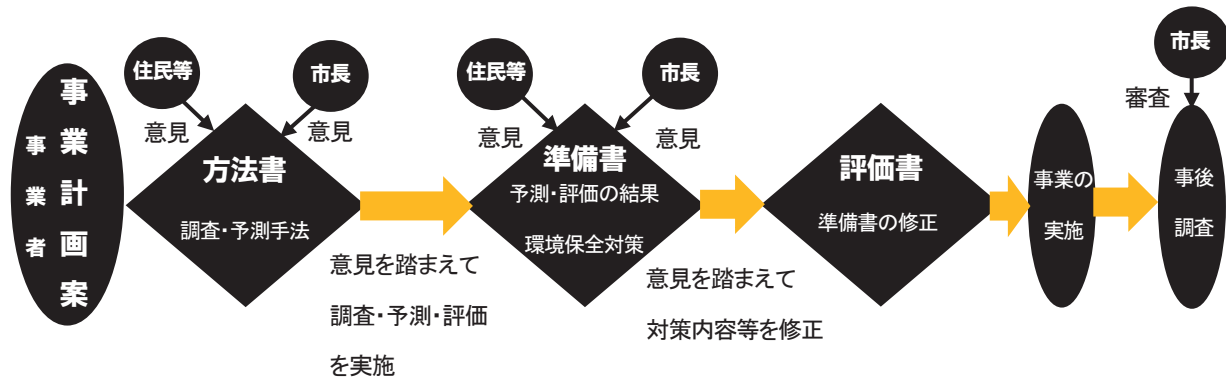 事業計画案
事業者
住民等
意見
市長
意見
方法書
調査・予測手法
意見を踏まえて
調査・予測・評価
を実施
住民等
意見
市長
意見
準備書
予測・評価の結果
環境保全対策
意見を踏まえて
対策内容等を修正
評価書
準備書の修正
事業の
実施
市長
審査
事後
調査